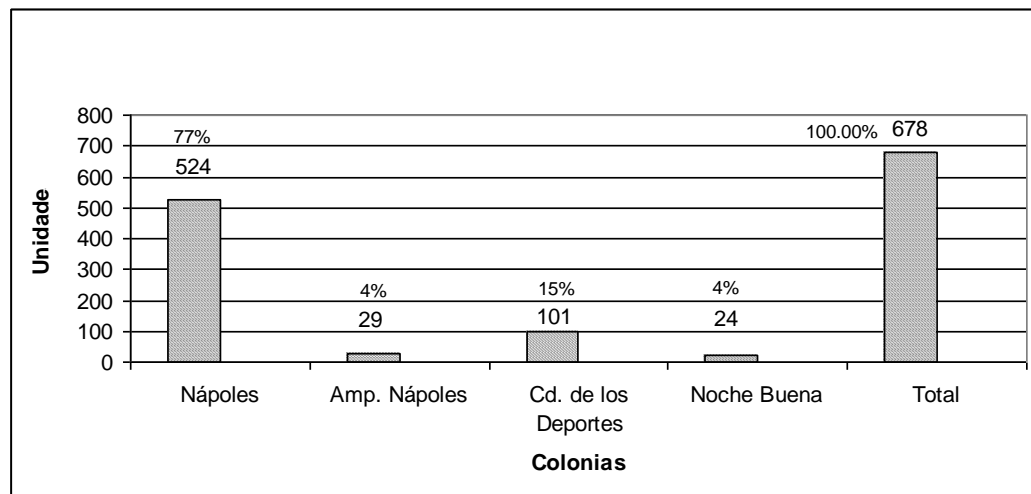 800
700
600
500
400
300
200
100
0
Unidade
77%
524
4%
29
15%
101
4%
24
100.00% 678
Nápoles
Amp. Nápoles
Cd. de los
Deportes
Noche Buena
Total
Colonias